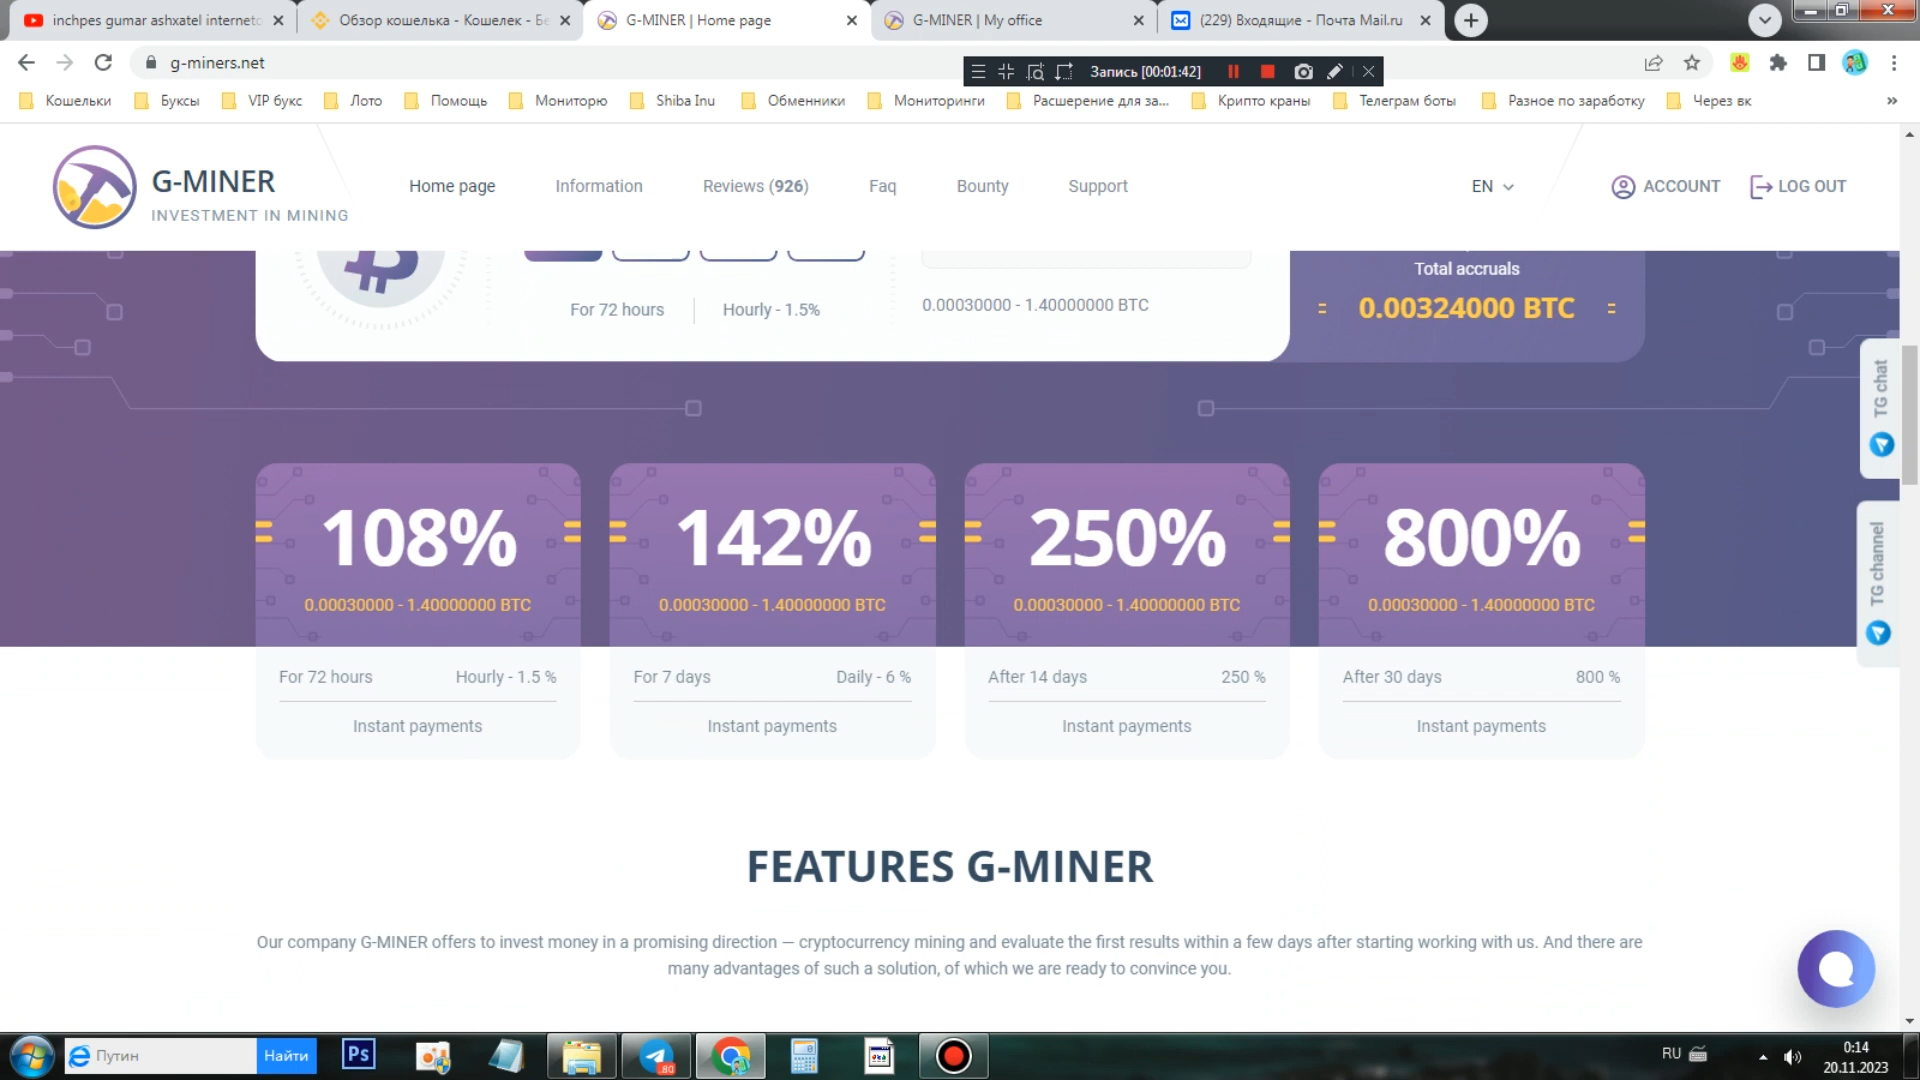 inchpes gumar ashxatel interneto
Обзор кошелька - Кошелек - Би
G-MINER | Home page
G-MINER | My office
(229) Входящие - Почта Mail.ru
g-miners.net
Запись [00:01:42]
Кошельки
Буксы
VIP букс
Лото
Помощь
Мониторю
Shiba Inu
Обменники
Мониторинги
Расшерение для за...
Крипто краны
Телеграм боты
Разное по заработку
Через вк
»
G-MINER
INVESTMENT IN MINING
Home page
Information
Reviews (926)
Faq
Bounty
Support
EN
ACCOUNT
LOG OUT
For 72 hours
Hourly - 1.5%
0.00030000 - 1.40000000 BTC
Total accruals
0.00324000 BTC
TG chat
TG channel
108%
0.00030000 - 1.40000000 BTC
For 72 hours
Hourly - 1.5 %
Instant payments
142%
0.00030000 - 1.40000000 BTC
For 7 days
Daily - 6 %
Instant payments
250%
0.00030000 - 1.40000000 BTC
After 14 days
250 %
Instant payments
800%
0.00030000 - 1.40000000 BTC
After 30 days
800 %
Instant payments
FEATURES G-MINER
Our company G-MINER offers to invest money in a promising direction — cryptocurrency mining and evaluate the first results within a few days after starting working with us. And there are
many advantages of such a solution, of which we are ready to convince you.
Путин
Найти
Ps
80
RU
0:14
20.11.2023